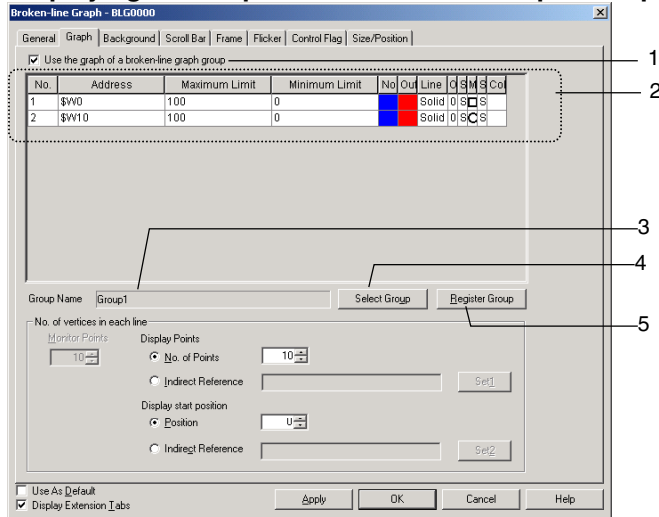 Broken-line Graph - BLG0000
General Graph Background Scroll Bar Frame Flicker Control Flag Size/Position
Use the graph of a broken-line graph group
1
2
No. Address Maximum Limit Minimum Limit No Out Line O S M S Col
1 $W0 100 0 Solid 0 S S
2 $W10 100 0 Solid 0 S S
3
4
Group Name Group1 Select Group Register Group
5
No. of vertices in each line
Monitor Points Display Points
10 No. of Points 10
Indirect Reference Set1
Display start position
Position 0
Indirect Reference Set2
Use As Default
Display Extension Tabs Apply OK Cancel Help